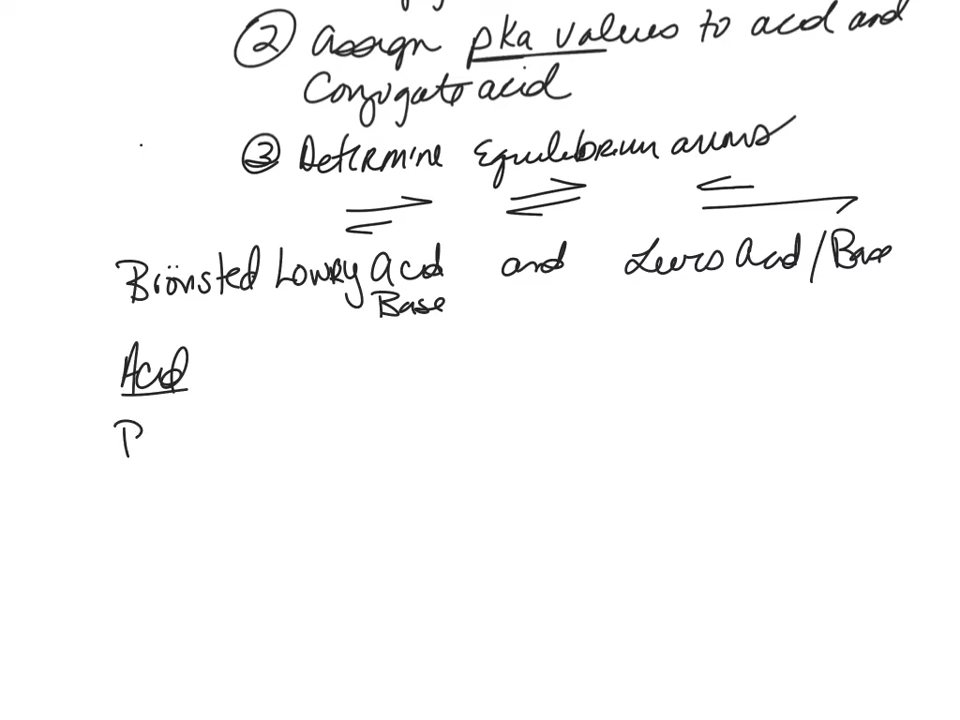 ② Assign pka values to acid and
Conjugate acid
③ Determine Equilibrium arrows
⇌ ⇌ ⇌
Brönsted Lowry Acid and Lewis Acid/Base
Base
Acid
P